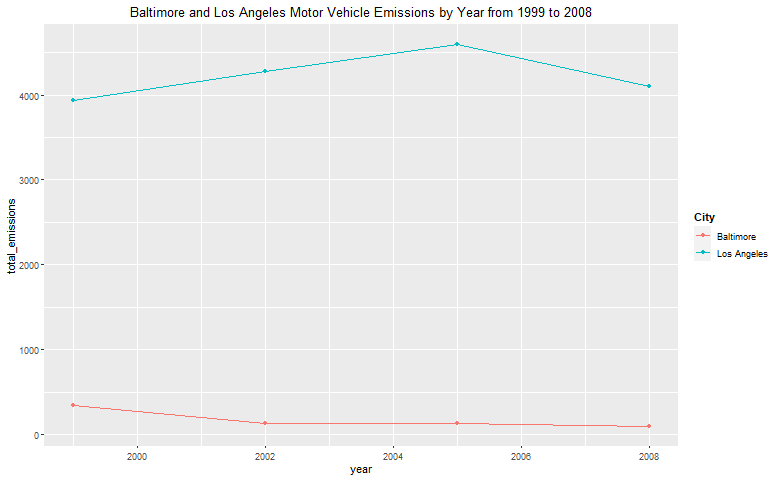 Baltimore and Los Angeles Motor Vehicle Emissions by Year from 1999 to 2008
total_emissions
4000
3000
2000
1000
0
2000
2002
2004
2006
2008
year
City
Baltimore
Los Angeles